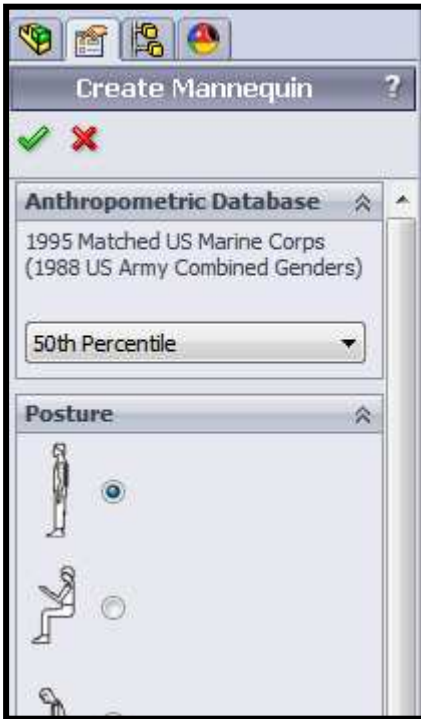 Create Mannequin ?
Anthropometric Database
1995 Matched US Marine Corps
(1988 US Army Combined Genders)
50th Percentile
Posture